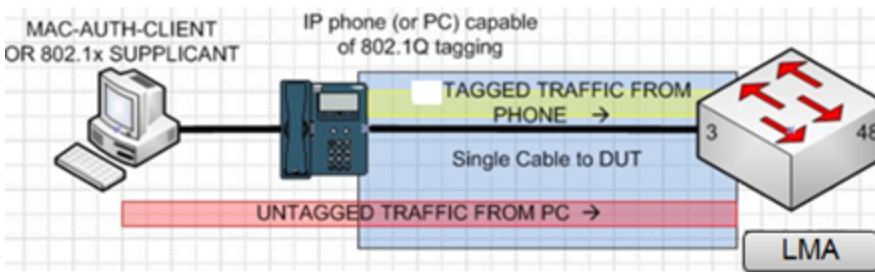 MAC-AUTH-CLIENT
OR 802.1x SUPPLICANT
IP phone (or PC) capable
of 802.1Q tagging
TAGGED TRAFFIC FROM
PHONE →
3
48
Single Cable to DUT
UNTAGGED TRAFFIC FROM PC →
LMA